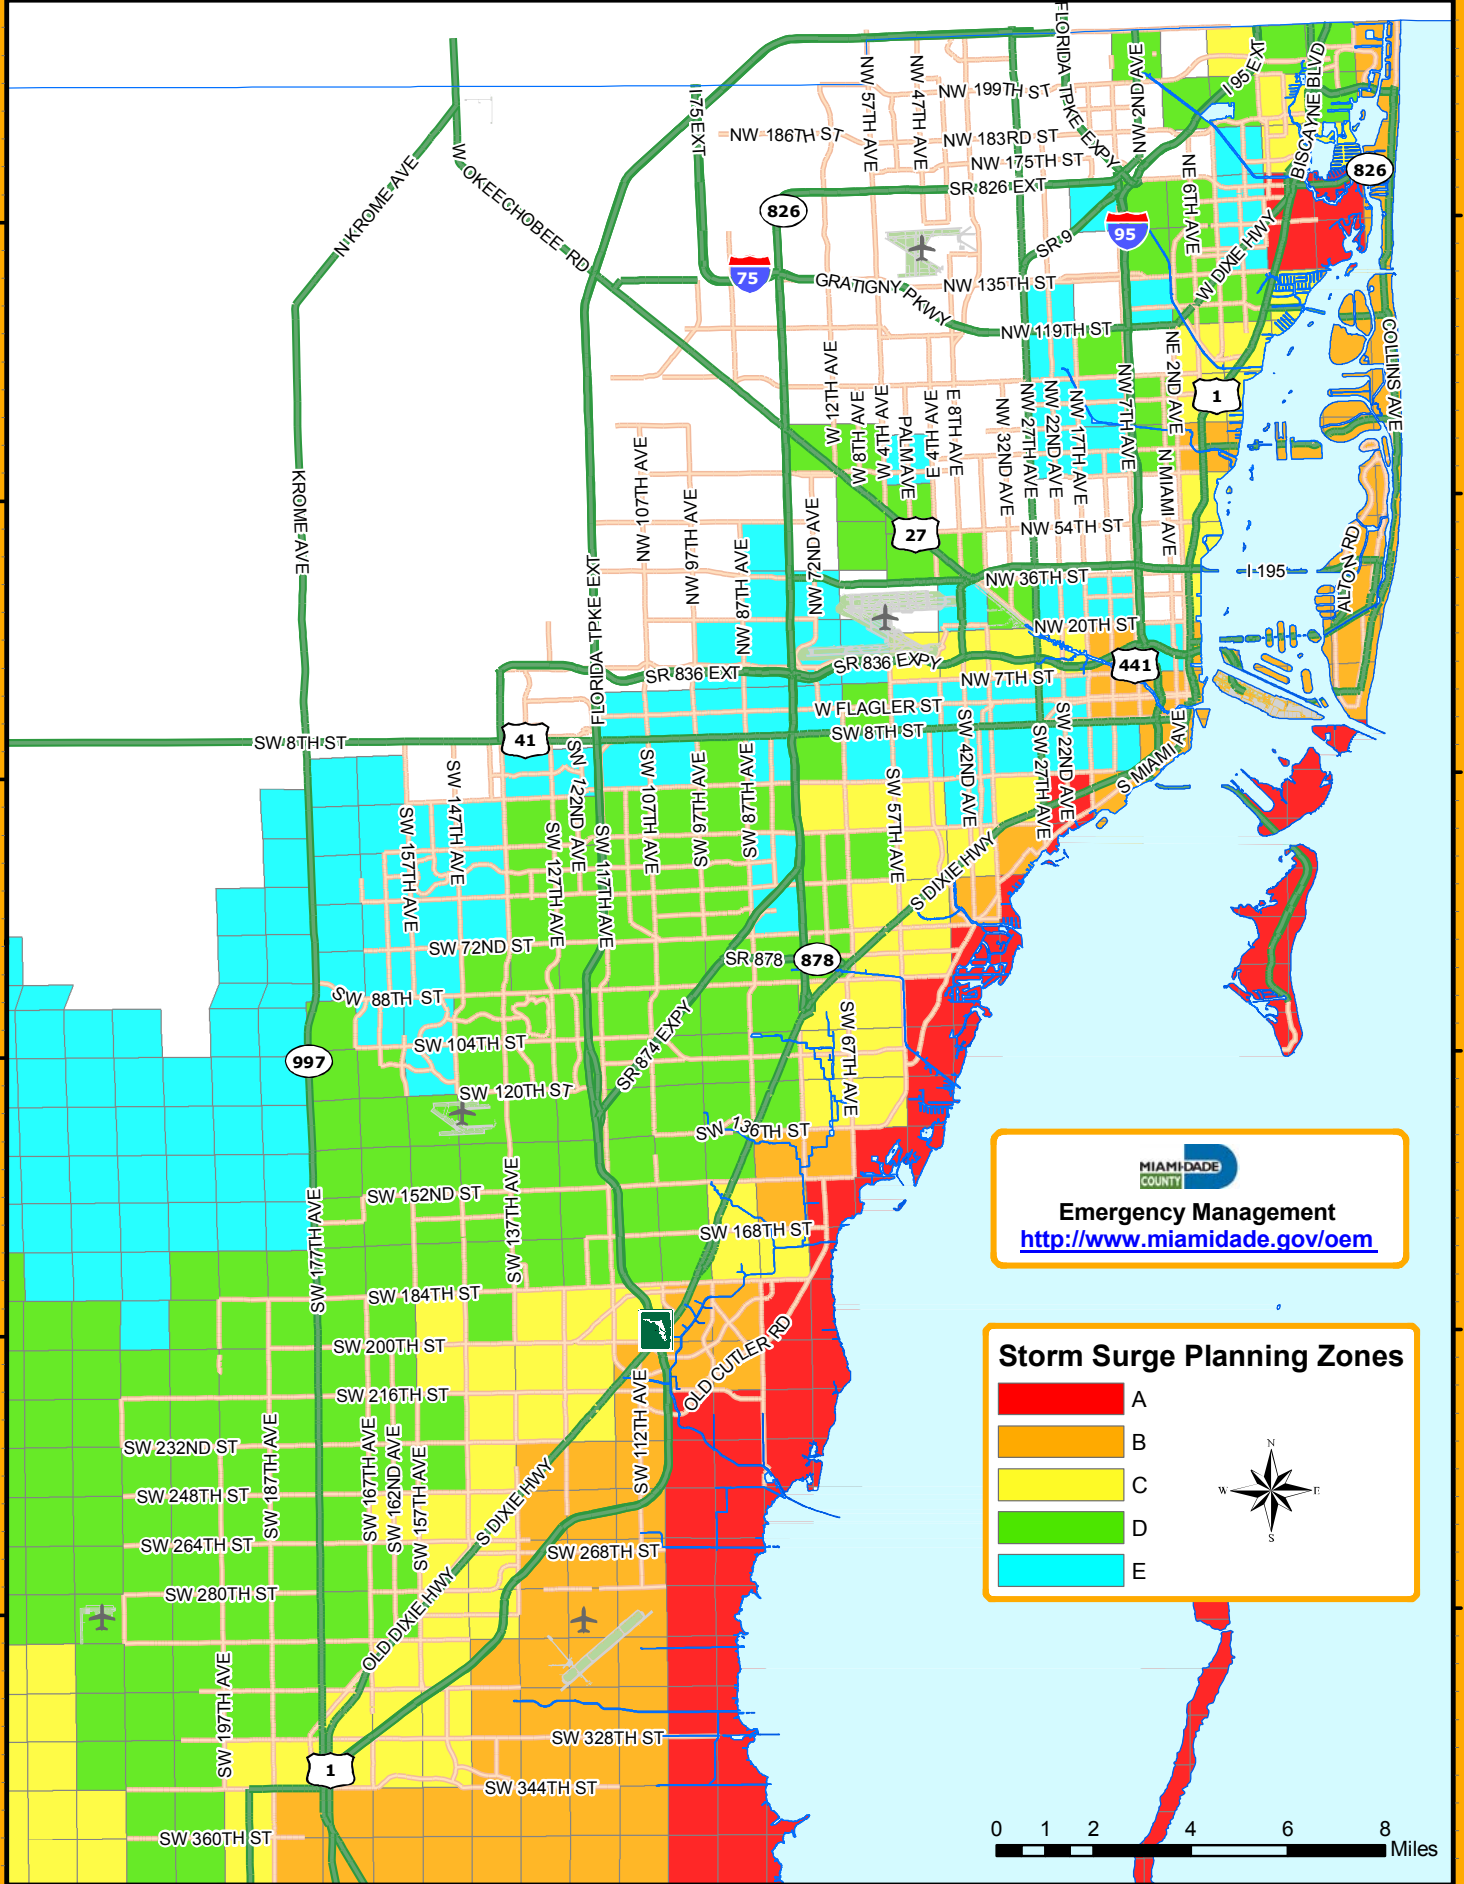 FLORIDA TPKE EXPY
NW 2ND AVE
I 95 EXT
BISCAYNE BLVD
NW 57TH AVE
NW 47TH AVE
NW 199TH ST
I 75 EXT
NW 186TH ST
NW 183RD ST
NW 175TH ST
SR 826 EXT
826
826
N KROME AVE
W OKEECHOBEE RD
NE 6TH AVE
SR 9
95
W DIXIE HWY
75
GRATIGNY PKWY
NW 135TH ST
NW 119TH ST
COLLINS AVE
NE 2ND AVE
1
W 12TH AVE
W 8TH AVE
W 4TH AVE
PALM AVE
E 4TH AVE
E 8TH AVE
NW 32ND AVE
NW 27TH AVE
NW 22ND AVE
NW 17TH AVE
NW 7TH AVE
N MIAMI AVE
NW 107TH AVE
NW 97TH AVE
NW 87TH AVE
NW 72ND AVE
KROME AVE
27
NW 54TH ST
NW 36TH ST
I 195
ALTON RD
FLORIDA TPKE EXT
NW 20TH ST
441
SR 836 EXT
SR 836 EXPY
NW 7TH ST
W FLAGLER ST
SW 8TH ST
41
SW 8TH ST
SW 42ND AVE
SW 27TH AVE
SW 22ND AVE
S MIAMI AVE
SW 157TH AVE
SW 147TH AVE
SW 127TH AVE
SW 122ND AVE
SW 117TH AVE
SW 107TH AVE
SW 97TH AVE
SW 87TH AVE
SW 57TH AVE
S DIXIE HWY
SW 72ND ST
SR 878
878
SW 88TH ST
SW 104TH ST
997
SR 874 EXPY
SW 67TH AVE
SW 120TH ST
SW 136TH ST
SW 152ND ST
SW 137TH AVE
SW 177TH AVE
SW 168TH ST
SW 184TH ST
SW 200TH ST
OLD CUTLER RD
SW 216TH ST
SW 112TH AVE
SW 232ND ST
SW 187TH AVE
SW 167TH AVE
SW 162ND AVE
SW 157TH AVE
SW 248TH ST
S DIXIE HWY
SW 264TH ST
SW 268TH ST
SW 280TH ST
OLD DIXIE HWY
SW 197TH AVE
SW 328TH ST
1
SW 344TH ST
SW 360TH ST
MIAMI-DADE
COUNTY
Emergency Management
http://www.miamidade.gov/oem
Storm Surge Planning Zones
A
B
C
D
E
N
W E
S
0 1 2 4 6 8
Miles